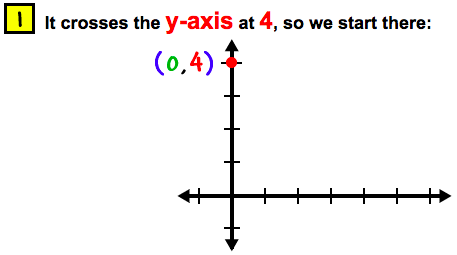 1 It crosses the y-axis at 4, so we start there:
(0,4)